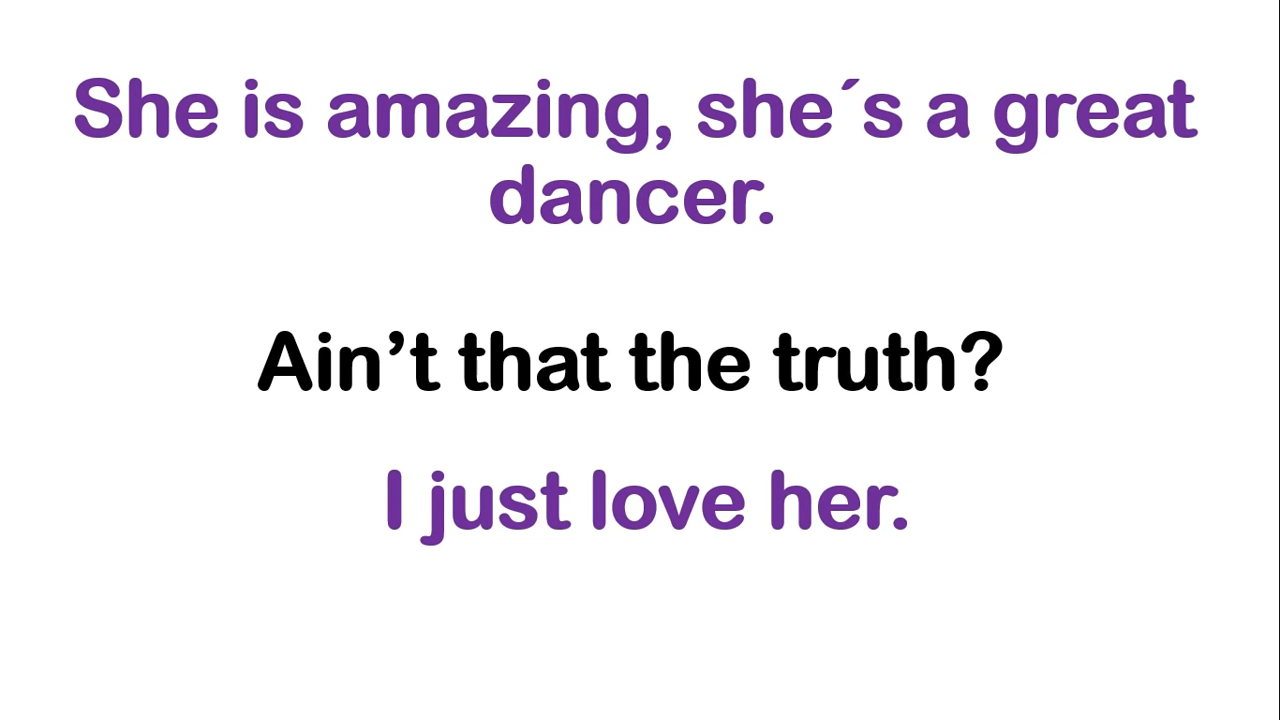 She is amazing, she´s a great
dancer.
Ain’t that the truth?
I just love her.